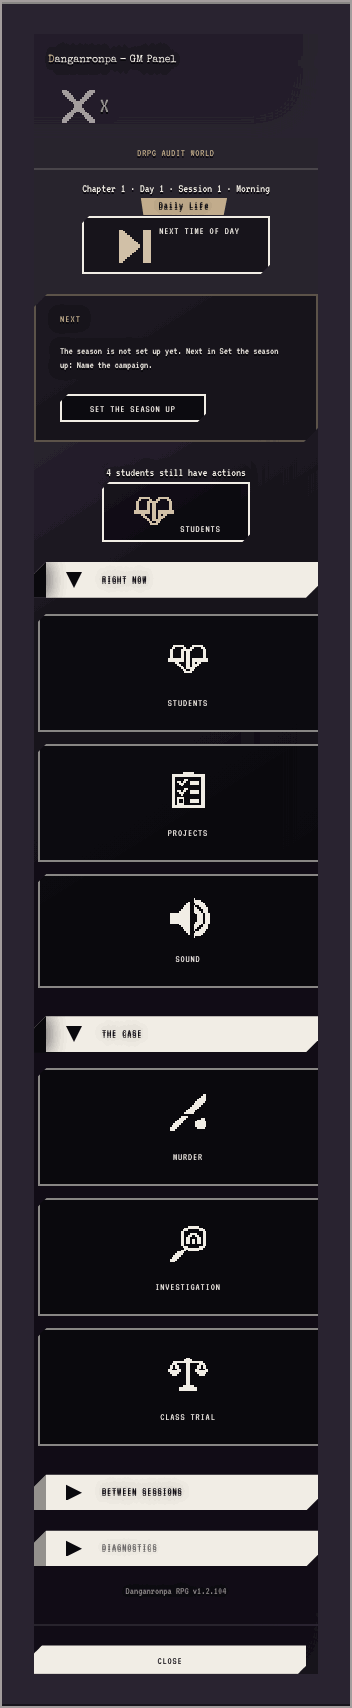 Danganronpa – GM Panel
X
DRPG AUDIT WORLD
Chapter 1 · Day 1 · Session 1 · Morning
Daily Life
NEXT TIME OF DAY
NEXT
The season is not set up yet. Next in Set the season
up: Name the campaign.
SET THE SEASON UP
4 students still have actions
STUDENTS
RIGHT NOW
STUDENTS
PROJECTS
SOUND
THE CASE
MURDER
INVESTIGATION
CLASS TRIAL
BETWEEN SESSIONS
DIAGNOSTICS
Danganronpa RPG v1.2.104
CLOSE